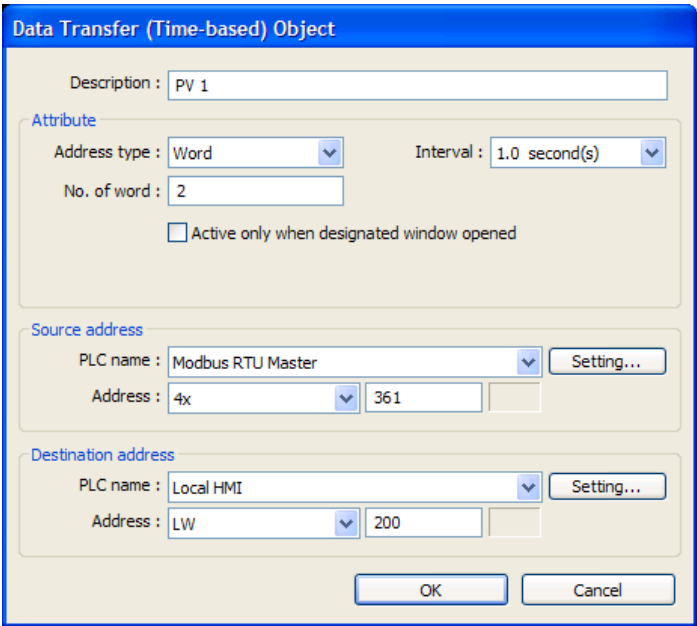 Data Transfer (Time-based) Object
Description : PV 1
Attribute
Address type : Word Interval : 1.0 second(s)
No. of word : 2
Active only when designated window opened
Source address
PLC name : Modbus RTU Master Setting...
Address : 4x 361
Destination address
PLC name : Local HMI Setting...
Address : LW 200
OK Cancel